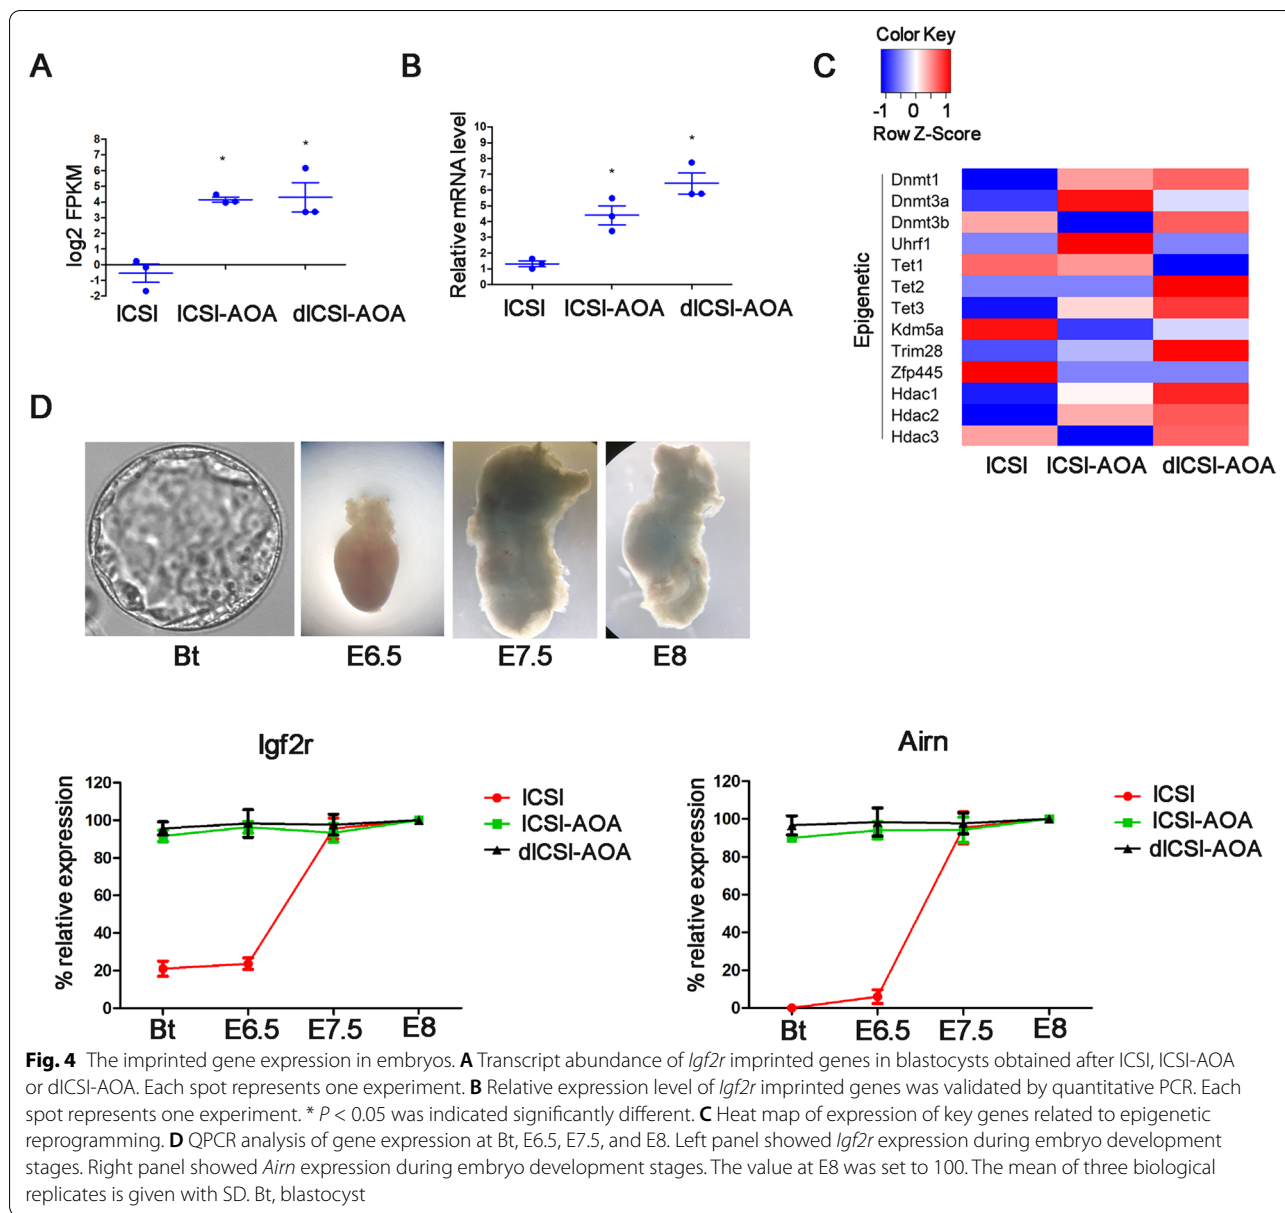 A
log2 FPKM
8
7
6
5
4
3
2
1
0
-1
-2
*
*
ICSI ICSI-AOA dICSI-AOA
B
Relative mRNA level
10
9
8
7
6
5
4
3
2
1
0
*
*
ICSI ICSI-AOA dICSI-AOA
C
Color Key
-1 0 1
Row Z-Score
Epigenetic
Dnmt1
Dnmt3a
Dnmt3b
Uhrf1
Tet1
Tet2
Tet3
Kdm5a
Trim28
Zfp445
Hdac1
Hdac2
Hdac3
ICSI ICSI-AOA dICSI-AOA
D
Bt E6.5 E7.5 E8
Igf2r
% relative expression
120
100
80
60
40
20
0
Bt E6.5 E7.5 E8
ICSI
ICSI-AOA
dICSI-AOA
Airn
% relative expression
120
100
80
60
40
20
0
Bt E6.5 E7.5 E8
ICSI
ICSI-AOA
dICSI-AOA
Fig. 4 The imprinted gene expression in embryos. A Transcript abundance of Igf2r imprinted genes in blastocysts obtained after ICSI, ICSI-AOA
or dICSI-AOA. Each spot represents one experiment. B Relative expression level of Igf2r imprinted genes was validated by quantitative PCR. Each
spot represents one experiment. * P < 0.05 was indicated significantly different. C Heat map of expression of key genes related to epigenetic
reprogramming. D QPCR analysis of gene expression at Bt, E6.5, E7.5, and E8. Left panel showed Igf2r expression during embryo development
stages. Right panel showed Airn expression during embryo development stages. The value at E8 was set to 100. The mean of three biological
replicates is given with SD. Bt, blastocyst